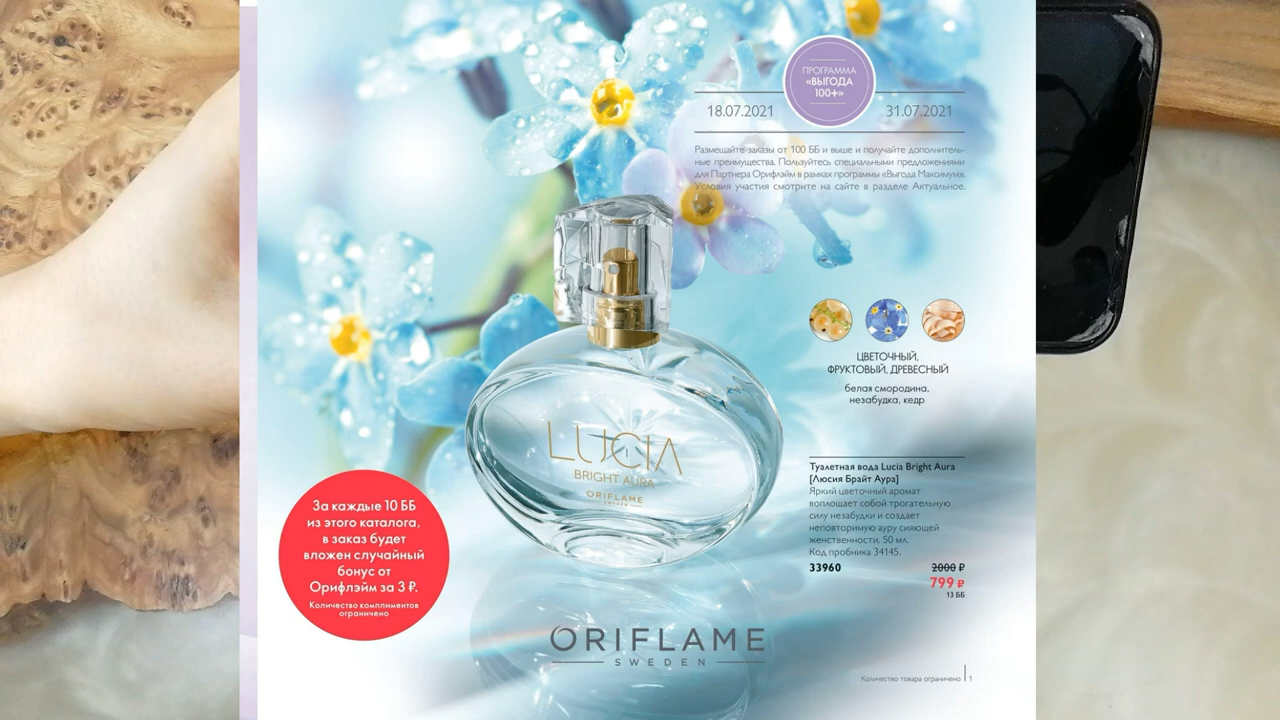 ПРОГРАММА
«ВЫГОДА
100+»
18.07.2021
31.07.2021
Размещайте заказы от 100 ББ и выше и получайте дополнитель-
ные преимущества. Пользуйтесь специальными предложениями
для Партнера Орифлэйм в рамках программы «Выгода Максимум».
Условия участия смотрите на сайте в разделе Актуальное.
ЦВЕТОЧНЫЙ,
ФРУКТОВЫЙ, ДРЕВЕСНЫЙ
белая смородина,
незабудка, кедр
LUCIA
BRIGHT AURA
ORIFLAME
SWEDEN
Туалетная вода Lucia Bright Aura
[Люсия Брайт Аура]
Яркий цветочный аромат
воплощает собой трогательную
силу незабудки и создает
неповторимую ауру сияющей
женственности. 50 мл.
Код пробника 34145.
33960
2000 ₽
799 ₽
13 ББ
За каждые 10 ББ
из этого каталога,
в заказ будет
вложен случайный
бонус от
Орифлэйм за 3 ₽.
Количество комплиментов
ограничено
ORIFLAME
SWEDEN
Количество товара ограничено | 1